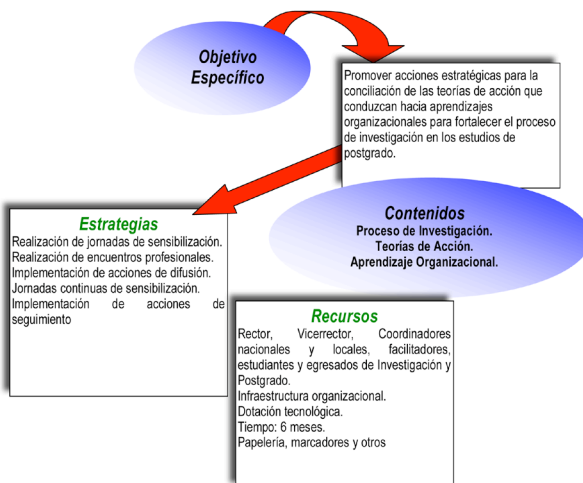 Objetivo
Específico
Promover acciones estratégicas para la
conciliación de las teorías de acción que
conduzcan hacia aprendizajes
organizacionales para fortalecer el proceso
de investigación en los estudios de
postgrado.
Contenidos
Proceso de Investigación.
Teorías de Acción.
Aprendizaje Organizacional.
Estrategias
Realización de jornadas de sensibilización.
Realización de encuentros profesionales.
Implementación de acciones de difusión.
Jornadas continuas de sensibilización.
Implementación de acciones de
seguimiento
Recursos
Rector, Vicerrector, Coordinadores
nacionales y locales, facilitadores,
estudiantes y egresados de Investigación y
Postgrado.
Infraestructura organizacional.
Dotación tecnológica.
Tiempo: 6 meses.
Papelería, marcadores y otros